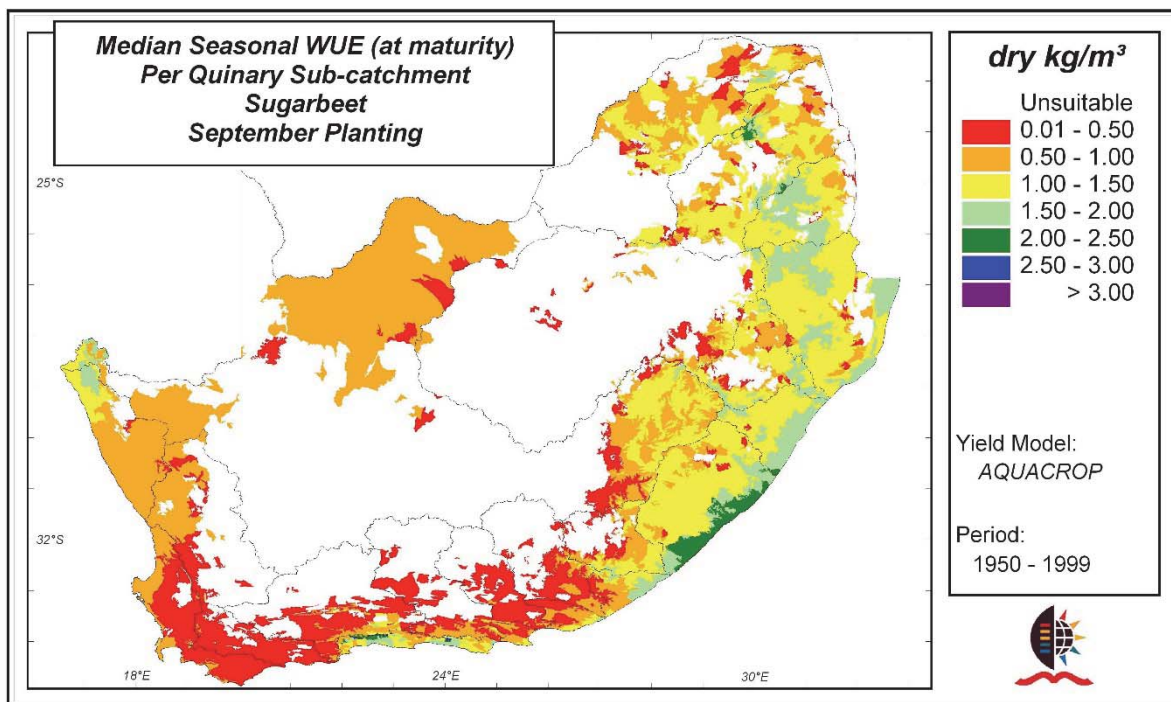 Median Seasonal WUE (at maturity)
Per Quinary Sub-catchment
Sugarbeet
September Planting
dry kg/m³
Unsuitable
0.01 - 0.50
0.50 - 1.00
1.00 - 1.50
1.50 - 2.00
2.00 - 2.50
2.50 - 3.00
> 3.00
Yield Model:
AQUACROP
Period:
1950 - 1999
25°S
32°S
18°E
24°E
30°E